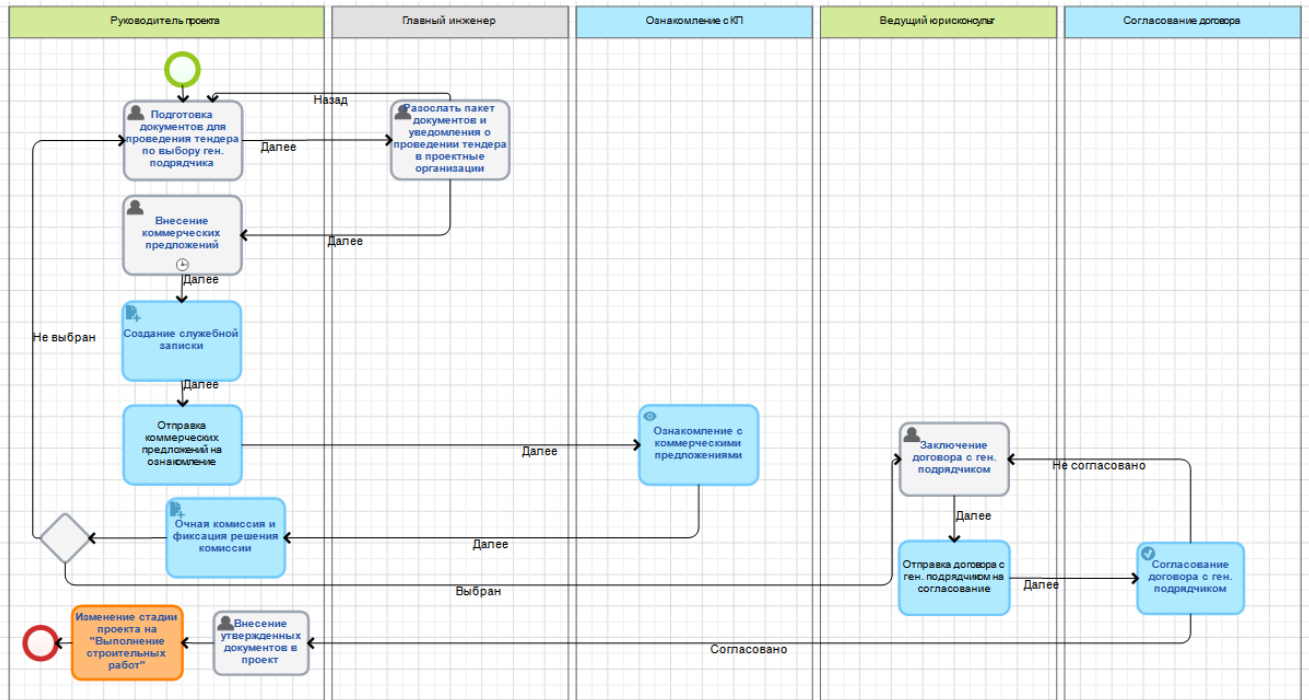 Руководитель проекта
Главный инженер
Ознакомление с КП
Ведущий юрисконсульт
Согласование договора
Назад
Подготовка
документов для
проведения тендера
по выбору ген.
подрядчика
Далее
Разослать пакет
документов и
уведомления о
проведении тендера
в проектные
организации
Внесение
коммерческих
предложений
Далее
Далее
Не выбран
Создание служебной
записки
Далее
Отправка
коммерческих
предложений на
ознакомление
Далее
Ознакомление с
коммерческими
предложениями
Заключение
договора с ген.
подрядчиком
Не согласовано
Далее
Очная комиссия и
фиксация решения
комиссии
Далее
Отправка договора с
ген. подрядчиком на
согласование
Далее
Согласование
договора с ген.
подрядчиком
Выбран
Изменение стадии
проекта на
"Выполнение
строительных
работ"
Внесение
утвержденных
документов в
проект
Согласовано